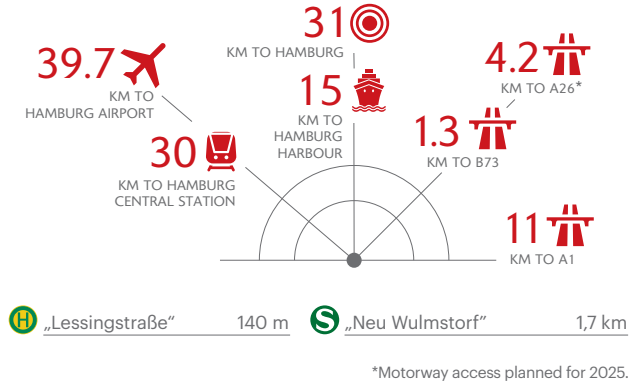 31
KM TO HAMBURG
39.7
KM TO
HAMBURG AIRPORT
4.2
KM TO A26*
15
KM TO
HAMBURG
HARBOUR
30
KM TO HAMBURG
CENTRAL STATION
1.3
KM TO B73
11
KM TO A1
H „Lessingstraße“ 140 m
S „Neu Wulmstorf“ 1,7 km
*Motorway access planned for 2025.